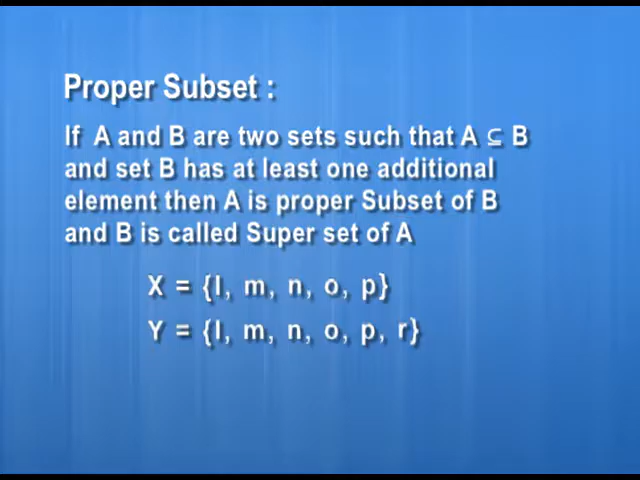 Proper Subset :
If A and B are two sets such that A ⊆ B
and set B has at least one additional
element then A is proper Subset of B
and B is called Super set of A
X = {l, m, n, o, p}
Y = {l, m, n, o, p, r}